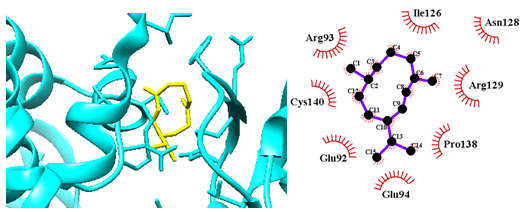 Ile126
Asn128
Arg93
C4
C5
C3
C1
C6
C7
C2
Arg129
C8
Cys140
C12
C9
C11
C10
C13
Pro138
Glu92
C15
C14
Glu94